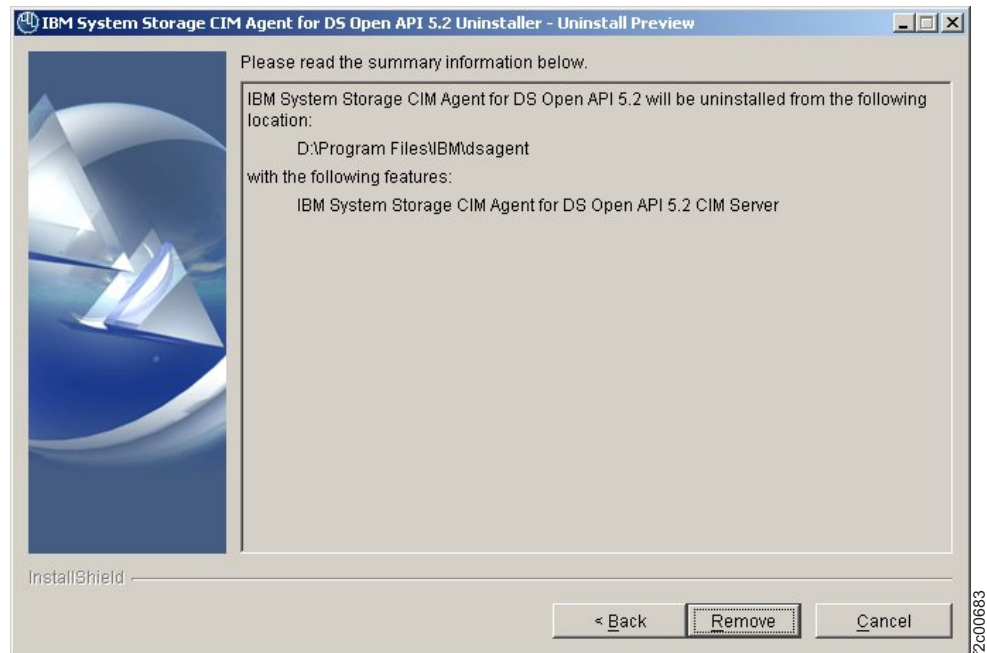 IBM System Storage CIM Agent for DS Open API 5.2 Uninstaller - Uninstall Preview
Please read the summary information below.
IBM System Storage CIM Agent for DS Open API 5.2 will be uninstalled from the following
location:
D:\Program Files\IBM\dsagent
with the following features:
IBM System Storage CIM Agent for DS Open API 5.2 CIM Server
InstallShield
< Back
Remove
Cancel
f2c00683